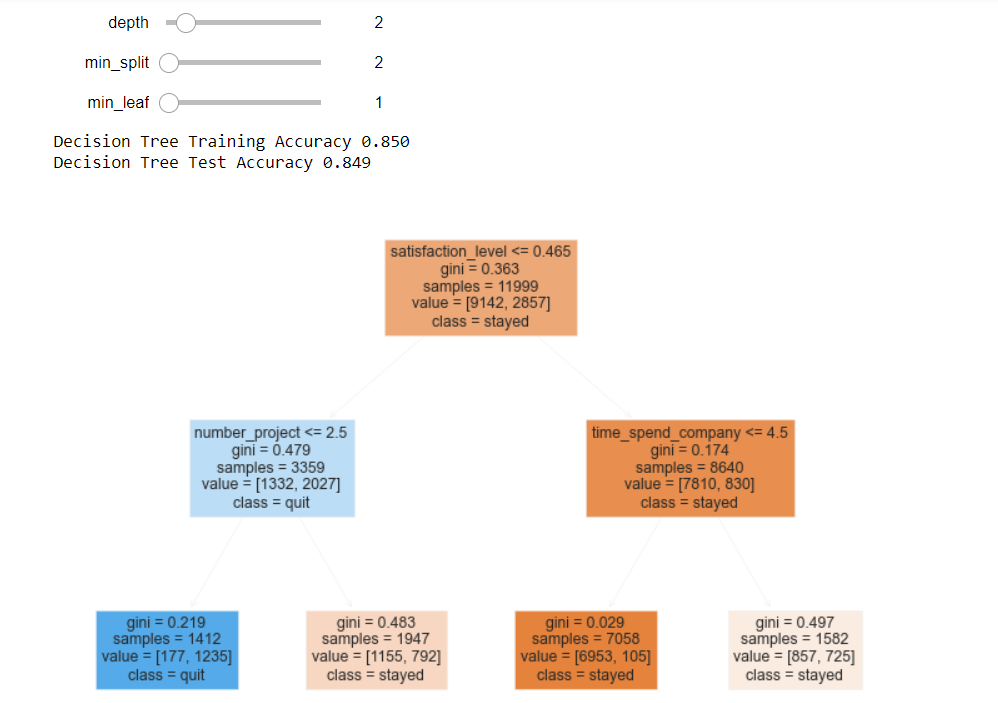 depth 2
min_split 2
min_leaf 1
Decision Tree Training Accuracy 0.850
Decision Tree Test Accuracy 0.849
satisfaction_level <= 0.465
gini = 0.363
samples = 11999
value = [9142, 2857]
class = stayed
number_project <= 2.5
gini = 0.479
samples = 3359
value = [1332, 2027]
class = quit
time_spend_company <= 4.5
gini = 0.174
samples = 8640
value = [7810, 830]
class = stayed
gini = 0.219
samples = 1412
value = [177, 1235]
class = quit
gini = 0.483
samples = 1947
value = [1155, 792]
class = stayed
gini = 0.029
samples = 7058
value = [6953, 105]
class = stayed
gini = 0.497
samples = 1582
value = [857, 725]
class = stayed